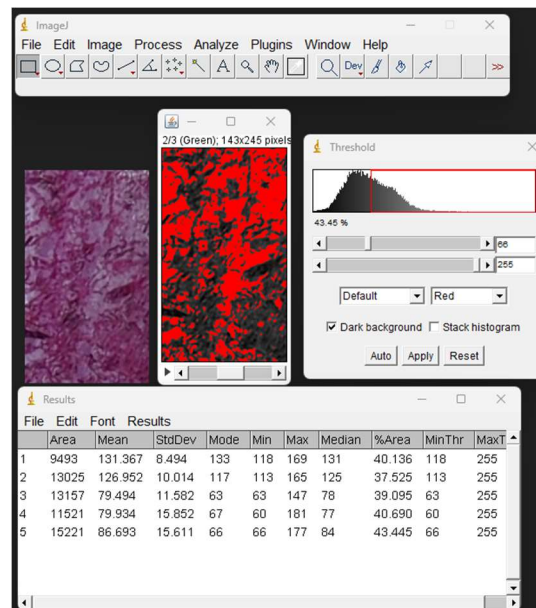 ImageJ
File Edit Image Process Analyze Plugins Window Help
A Dev >>
2/3 (Green); 143x245 pixels
Threshold
43.45 %
66
255
Default Red
Dark background Stack histogram
Auto Apply Reset
Results
File Edit Font Results
Area Mean StdDev Mode Min Max Median %Area MinThr MaxT
1 9493 131.367 8.494 133 118 169 131 40.136 118 255
2 13025 126.952 10.014 117 113 165 125 37.525 113 255
3 13157 79.494 11.582 63 63 147 78 39.095 63 255
4 11521 79.934 15.852 67 60 181 77 40.690 60 255
5 15221 86.693 15.611 66 66 177 84 43.445 66 255